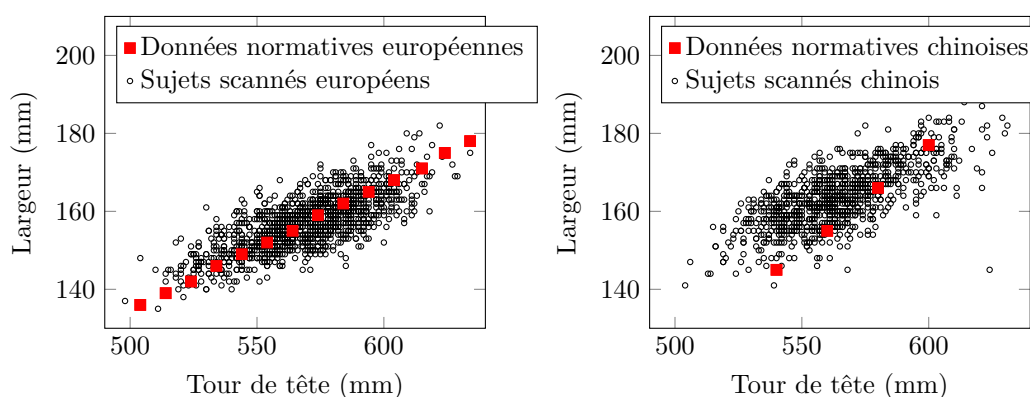 Données normatives européennes
Sujets scannés européens
210
200
180
160
140
500
550
600
Largeur (mm)
Tour de tête (mm)
Données normatives chinoises
Sujets scannés chinois
200
180
160
140
500
550
600
Largeur (mm)
Tour de tête (mm)